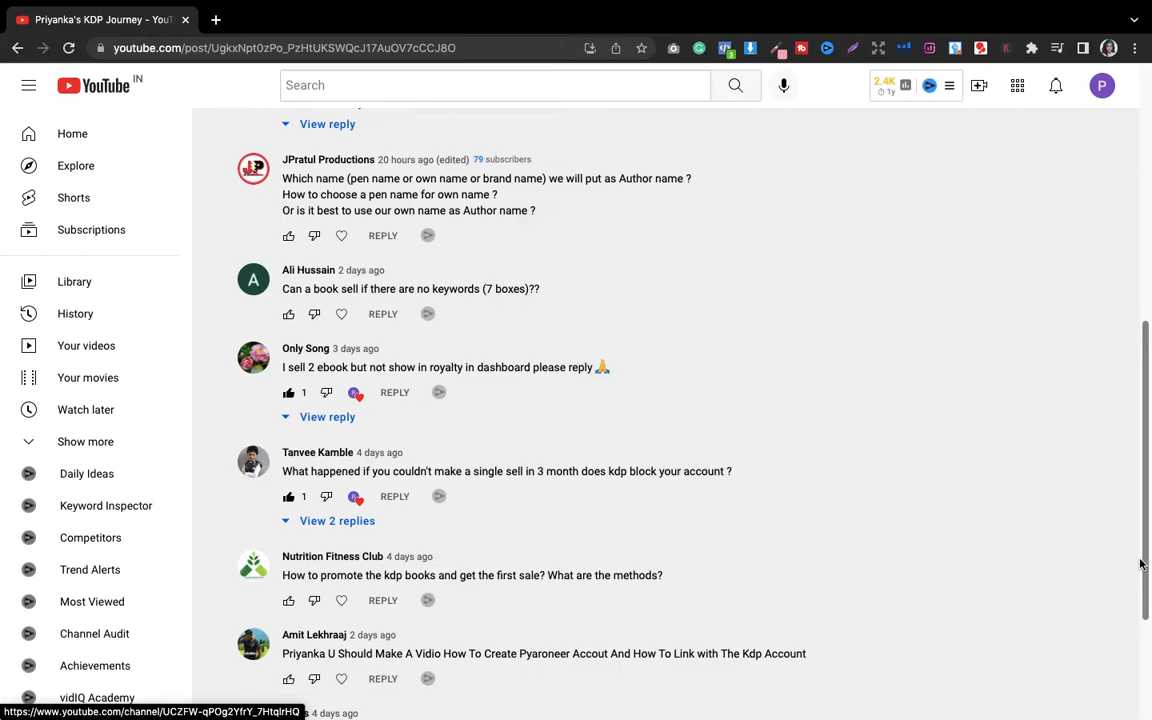 Priyanka's KDP Journey - YouT
youtube.com/post/UgkxNpt0zPo_PzHtUKSWQcJ17AuOV7cCCJ8O
YouTube IN
Search
2.4K
1y
P
Home
Explore
Shorts
Subscriptions
Library
History
Your videos
Your movies
Watch later
Show more
Daily Ideas
Keyword Inspector
Competitors
Trend Alerts
Most Viewed
Channel Audit
Achievements
vidIQ Academy
View reply
JPratul Productions 20 hours ago (edited) 79 subscribers
Which name (pen name or own name or brand name) we will put as Author name ?
How to choose a pen name for own name ?
Or is it best to use our own name as Author name ?
REPLY
A
Ali Hussain 2 days ago
Can a book sell if there are no keywords (7 boxes)??
REPLY
Only Song 3 days ago
I sell 2 ebook but not show in royalty in dashboard please reply 🙏
1 REPLY
View reply
Tanvee Kamble 4 days ago
What happened if you couldn't make a single sell in 3 month does kdp block your account ?
1 REPLY
View 2 replies
Nutrition Fitness Club 4 days ago
How to promote the kdp books and get the first sale? What are the methods?
REPLY
Amit Lekhraaj 2 days ago
Priyanka U Should Make A Vidio How To Create Pyaroneer Accout And How To Link with The Kdp Account
REPLY
4 days ago
https://www.youtube.com/channel/UCZFW-qPOg2YfrY_7HtqlrHQ